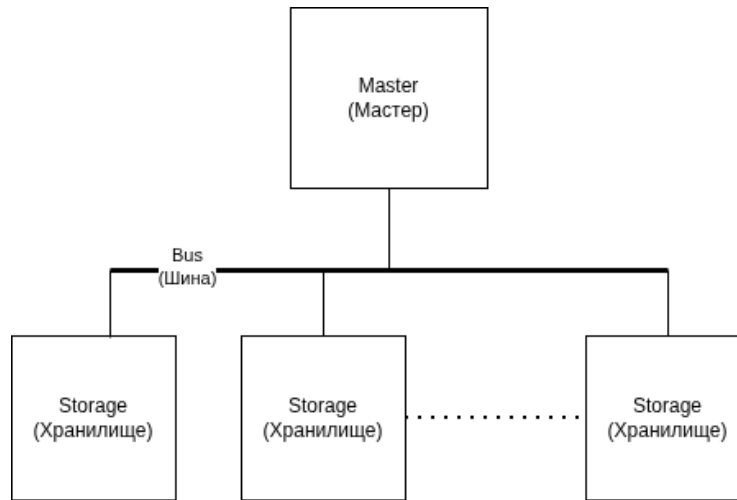 Master
(Мастер)
Bus
(Шина)
Storage
(Хранилище)
Storage
(Хранилище)
Storage
(Хранилище)